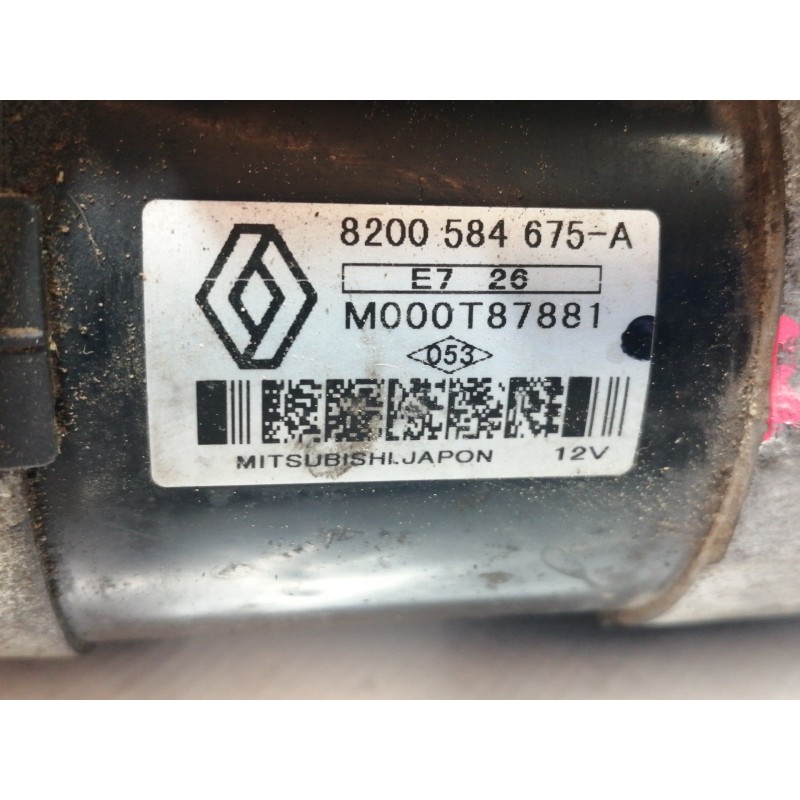 8200 584 675-A
E7 26
M000T87881
053
MITSUBISHI.JAPON 12V